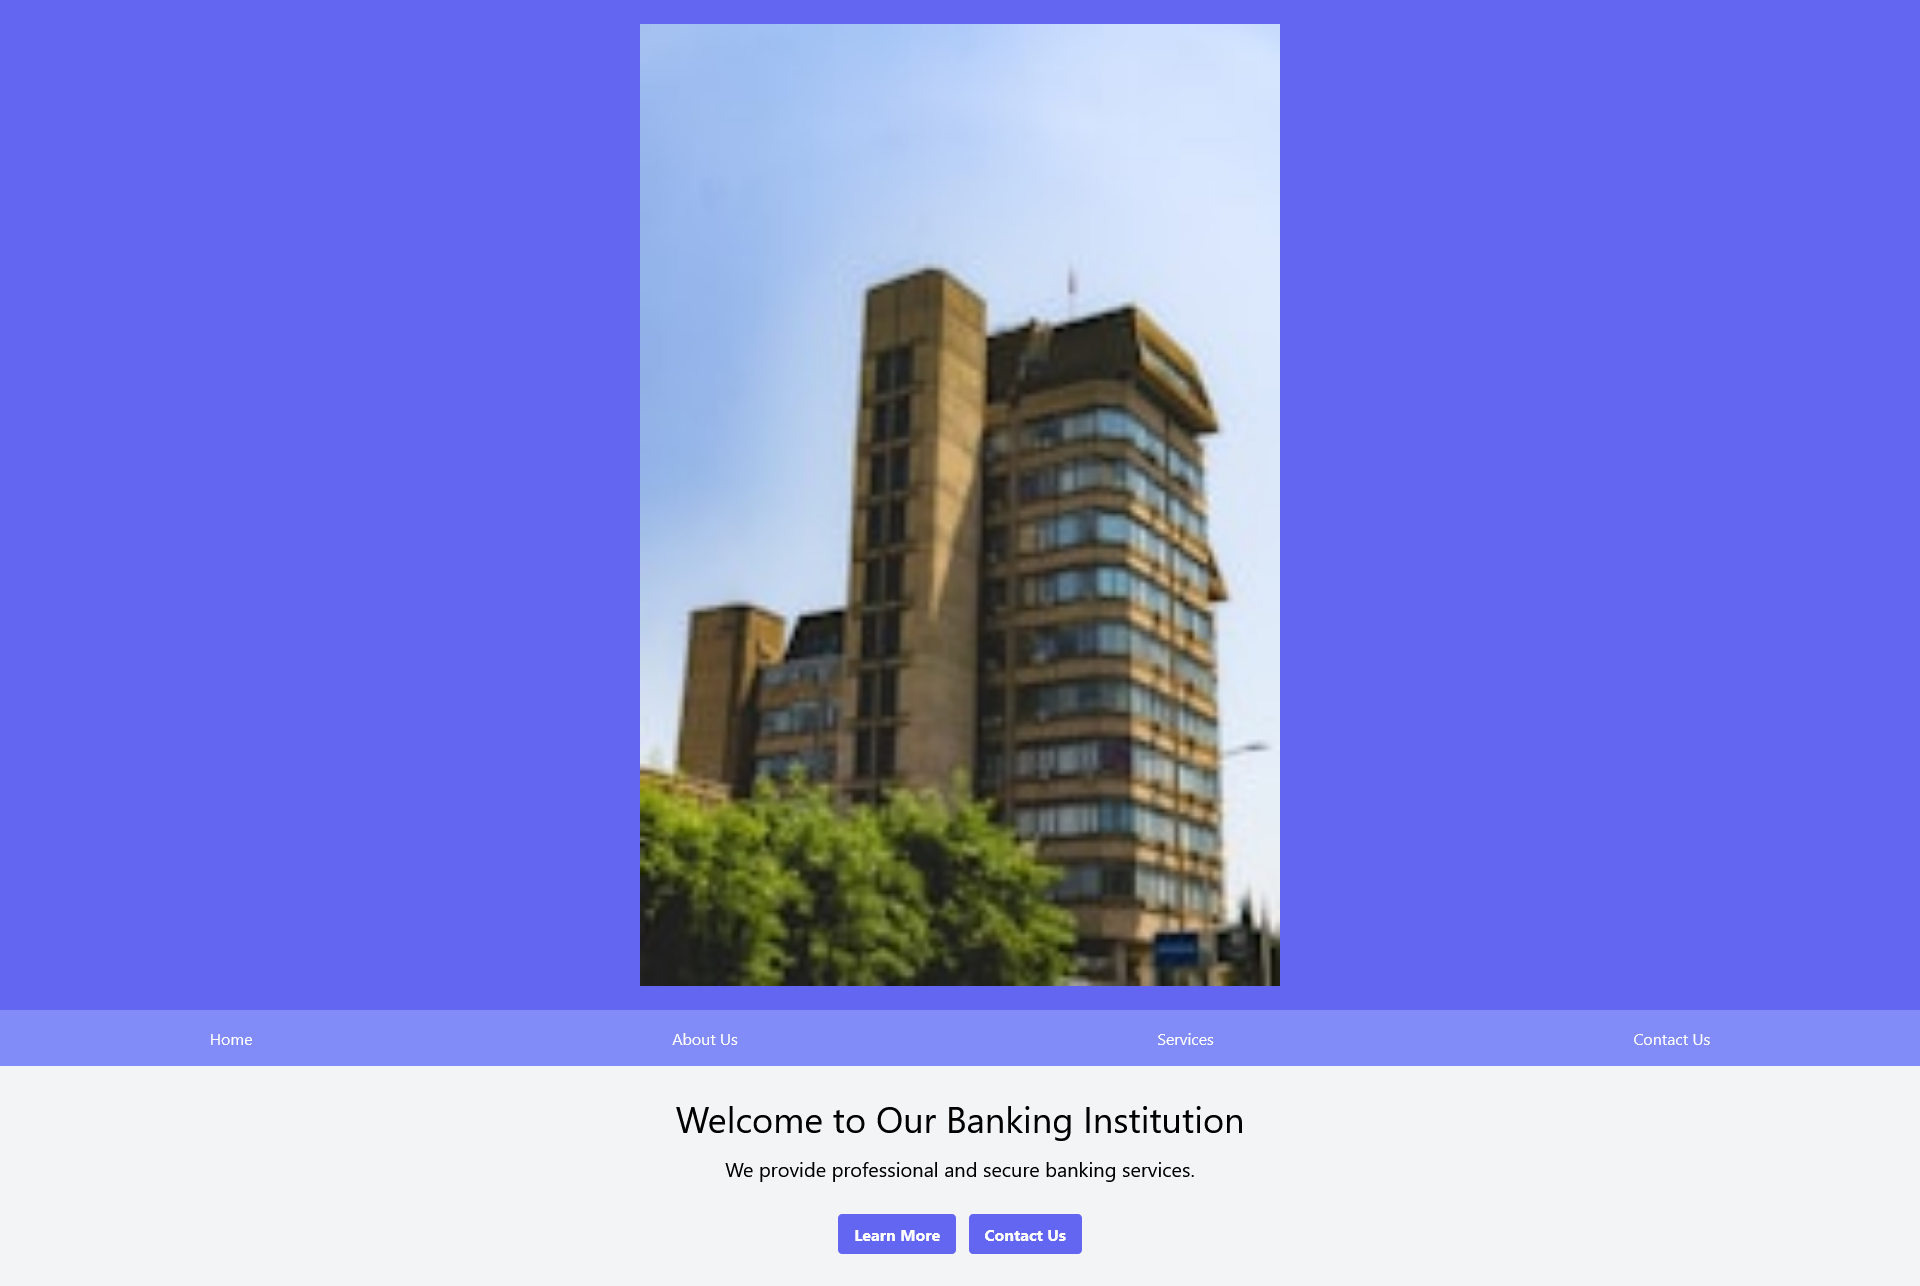 Home
About Us
Services
Contact Us
Welcome to Our Banking Institution
We provide professional and secure banking services.
Learn More
Contact Us